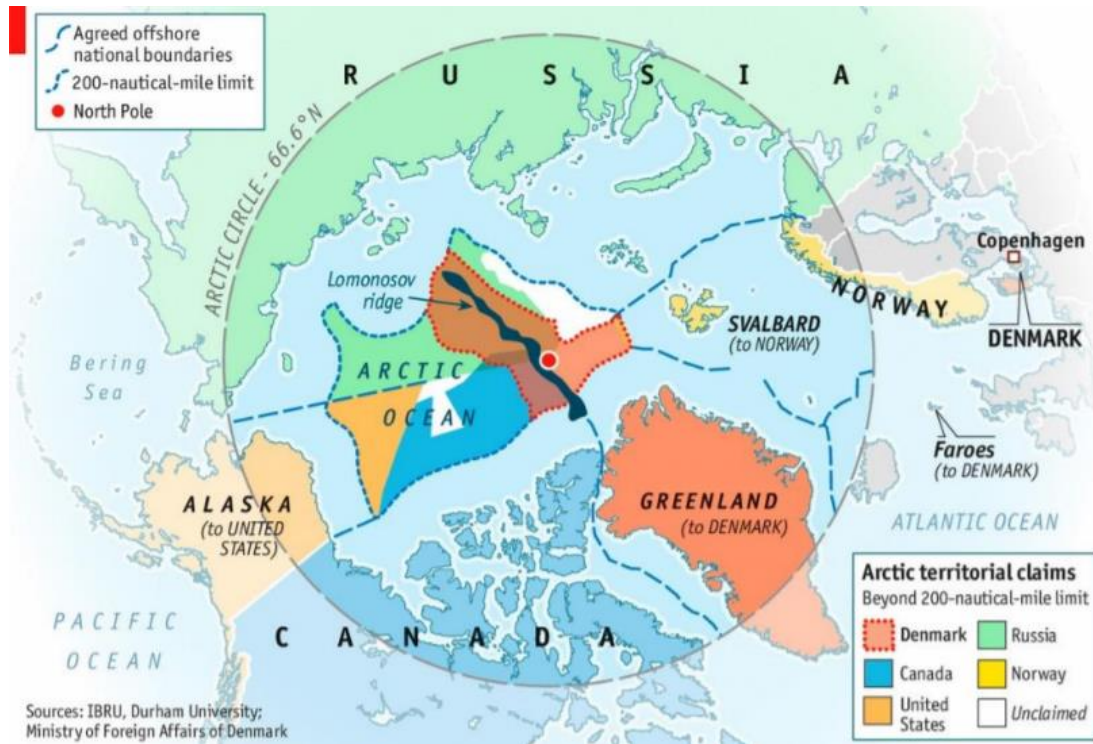 Agreed offshore
national boundaries
200-nautical-mile limit
North Pole
R U S S I A
ARCTIC CIRCLE - 66.6°N
Lomonosov
ridge
Bering
Sea
ARCTIC
OCEAN
SVALBARD
(to NORWAY)
NORWAY
Copenhagen
DENMARK
Faroes
(to DENMARK)
ALASKA
(to UNITED
STATES)
GREENLAND
(to DENMARK)
ATLANTIC OCEAN
PACIFIC
OCEAN
C A N A D A
Arctic territorial claims
Beyond 200-nautical-mile limit
Denmark
Russia
Canada
Norway
United
States
Unclaimed
Sources: IBRU, Durham University;
Ministry of Foreign Affairs of Denmark